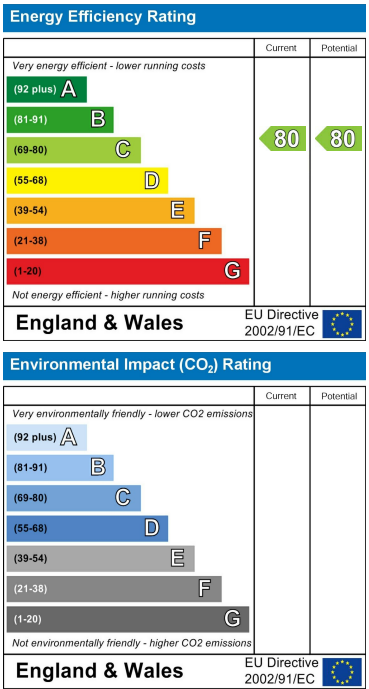 Energy Efficiency Rating
Current Potential
Very energy efficient - lower running costs
(92 plus) A
(81-91) B
(69-80) C
80 80
(55-68) D
(39-54) E
(21-38) F
(1-20) G
Not energy efficient - higher running costs
England & Wales
EU Directive
2002/91/EC
Environmental Impact (CO₂) Rating
Current Potential
Very environmentally friendly - lower CO2 emissions
(92 plus) A
(81-91) B
(69-80) C
(55-68) D
(39-54) E
(21-38) F
(1-20) G
Not environmentally friendly - higher CO2 emissions
England & Wales
EU Directive
2002/91/EC